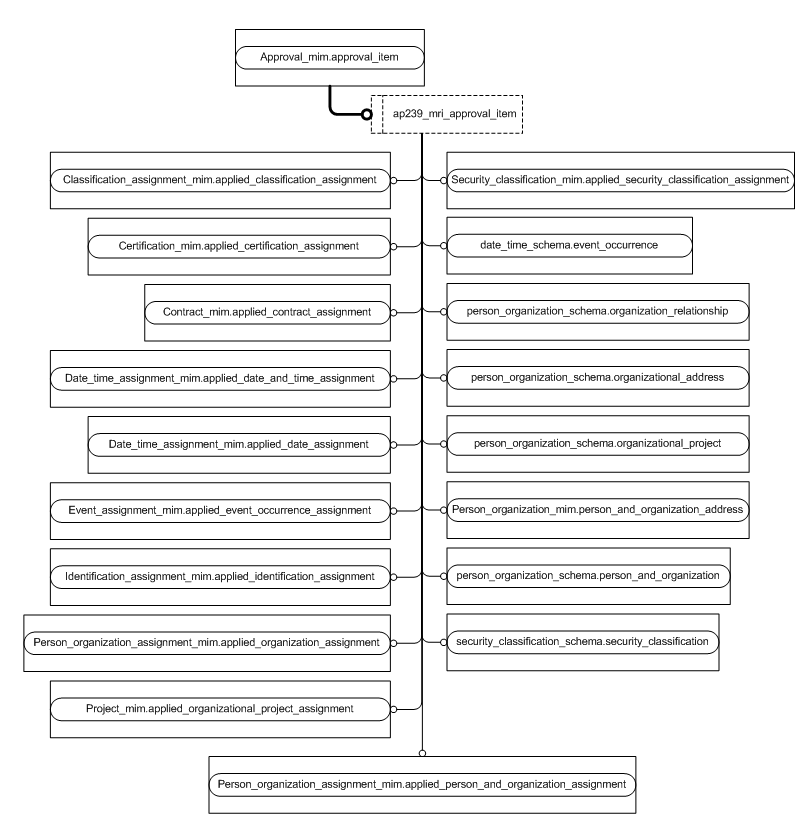 Approval_mim.approval_item
ap239_mri_approval_item
Classification_assignment_mim.applied_classification_assignment
Security_classification_mim.applied_security_classification_assignment
Certification_mim.applied_certification_assignment
date_time_schema.event_occurrence
Contract_mim.applied_contract_assignment
person_organization_schema.organization_relationship
Date_time_assignment_mim.applied_date_and_time_assignment
person_organization_schema.organizational_address
Date_time_assignment_mim.applied_date_assignment
person_organization_schema.organizational_project
Event_assignment_mim.applied_event_occurrence_assignment
Person_organization_mim.person_and_organization_address
Identification_assignment_mim.applied_identification_assignment
person_organization_schema.person_and_organization
Person_organization_assignment_mim.applied_organization_assignment
security_classification_schema.security_classification
Project_mim.applied_organizational_project_assignment
Person_organization_assignment_mim.applied_person_and_organization_assignment